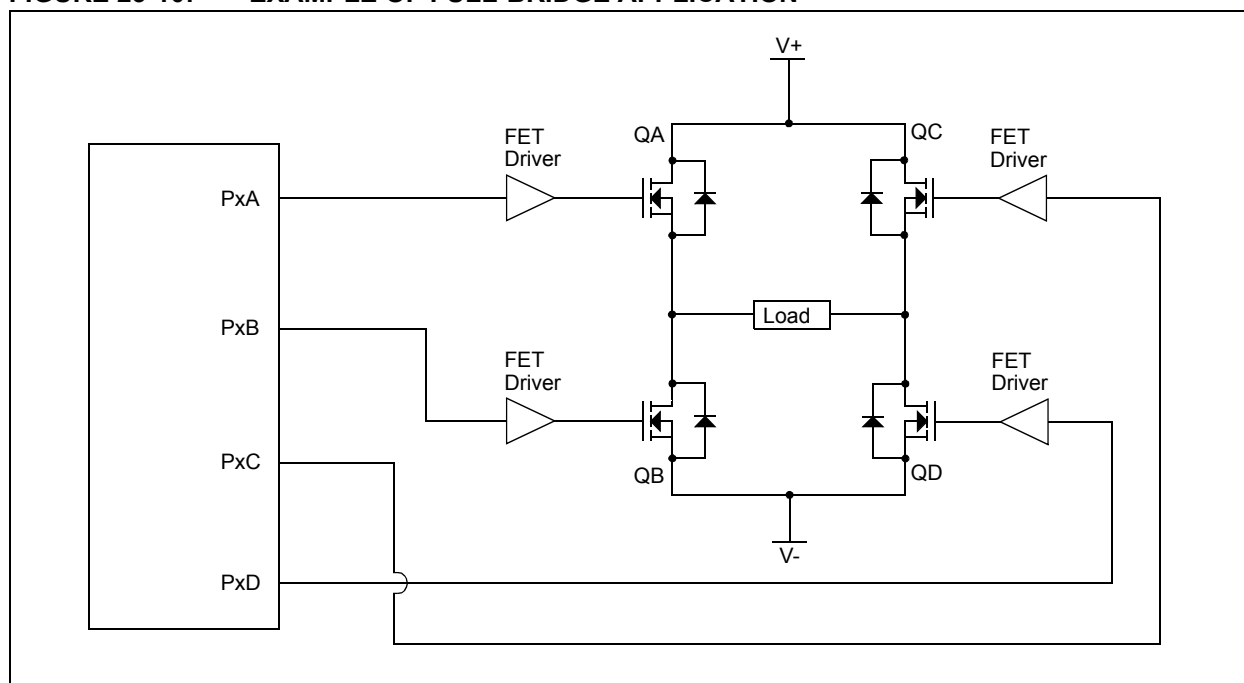 V+
QA
QC
FET
Driver
FET
Driver
PxA
Load
PxB
FET
Driver
FET
Driver
PxC
QB
QD
V-
PxD